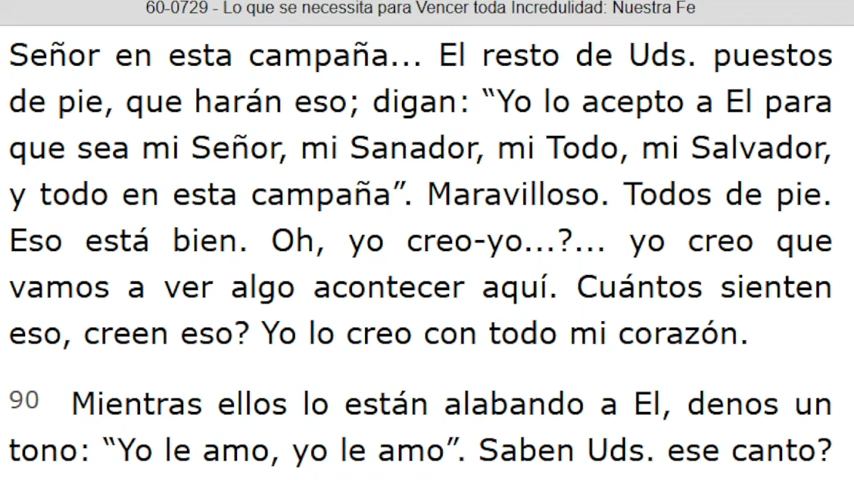 60-0729 - Lo que se necessita para Vencer toda Incredulidad: Nuestra Fe
Señor en esta campaña... El resto de Uds. puestos
de pie, que harán eso; digan: “Yo lo acepto a El para
que sea mi Señor, mi Sanador, mi Todo, mi Salvador,
y todo en esta campaña”. Maravilloso. Todos de pie.
Eso está bien. Oh, yo creo-yo...?... yo creo que
vamos a ver algo acontecer aquí. Cuántos sienten
eso, creen eso? Yo lo creo con todo mi corazón.
90 Mientras ellos lo están alabando a El, denos un
tono: “Yo le amo, yo le amo”. Saben Uds. ese canto?